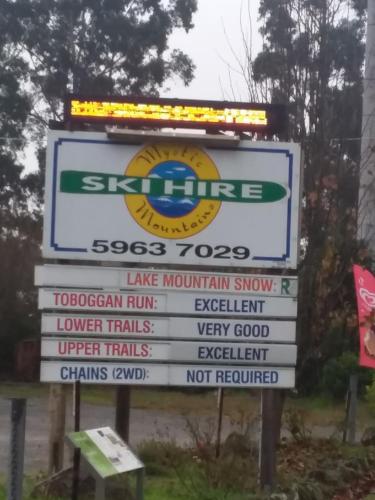 Mystic
SKI HIRE
Mountains
5963 7029
LAKE MOUNTAIN SNOW: R
TOBOGGAN RUN: EXCELLENT
LOWER TRAILS: VERY GOOD
UPPER TRAILS: EXCELLENT
CHAINS (2WD): NOT REQUIRED